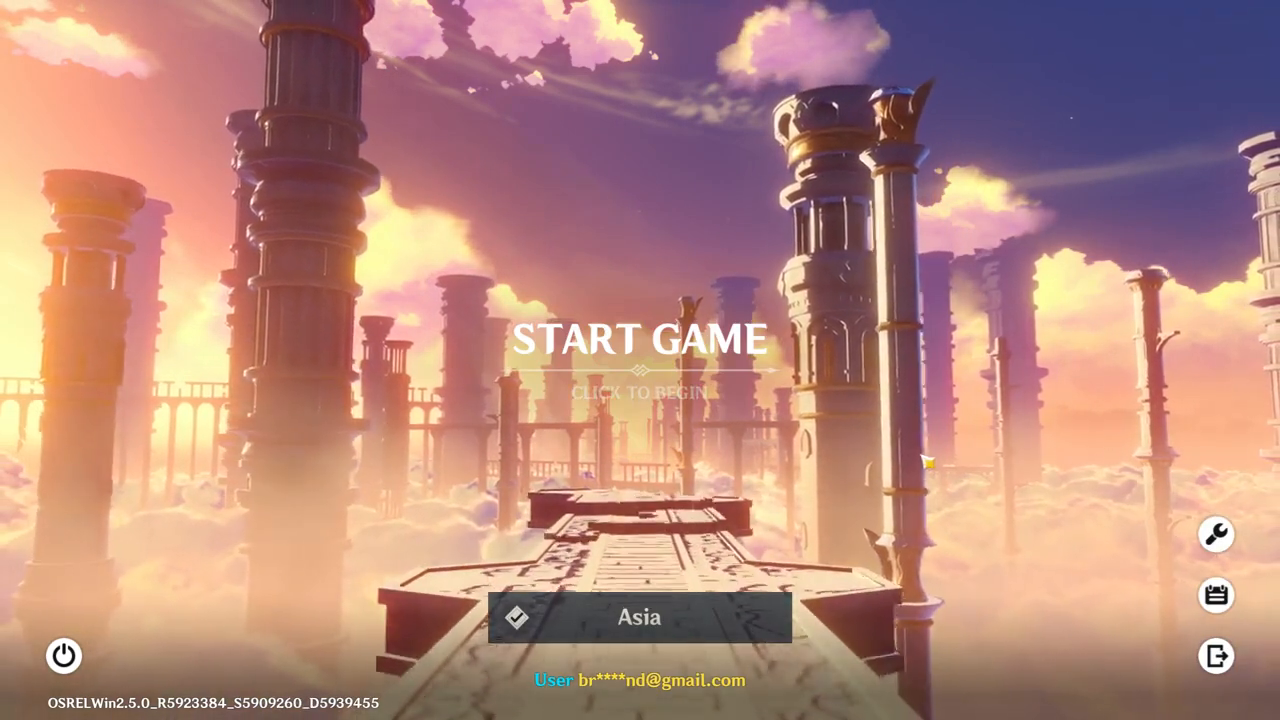 START GAME
CLICK TO BEGIN
Asia
User br****nd@gmail.com
OSRELWin2.5.0_R5923384_S5909260_D5939455